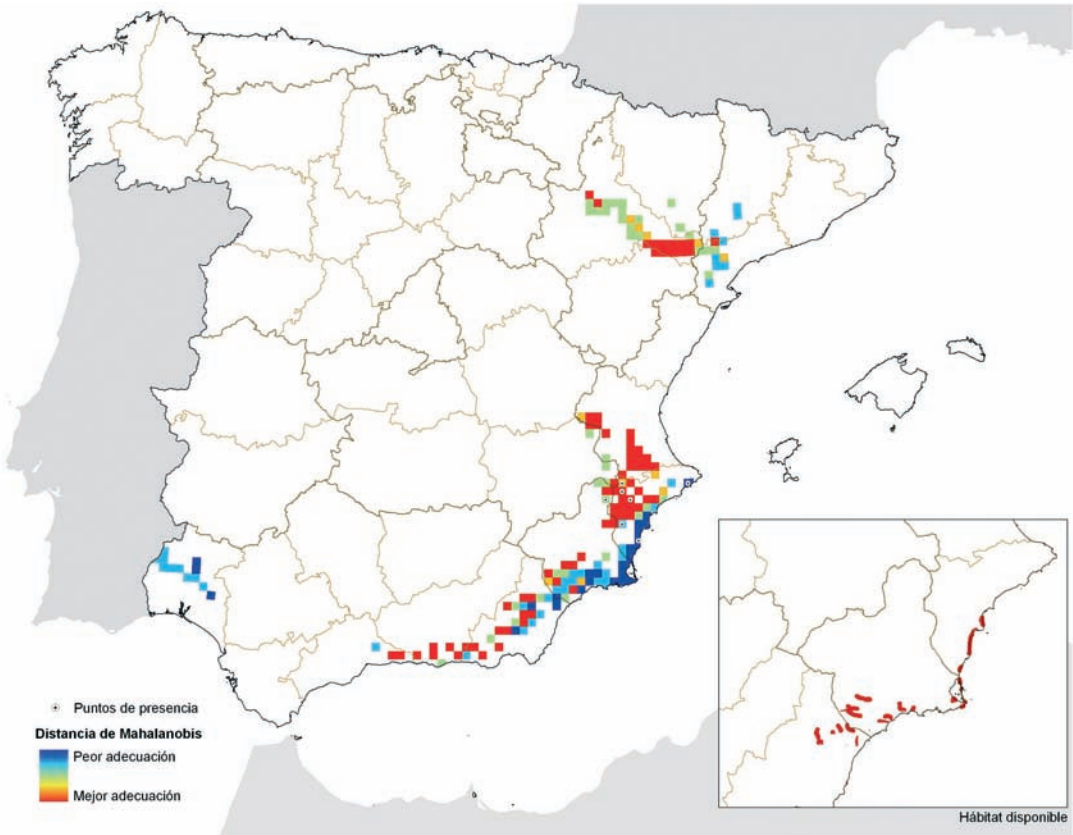 Puntos de presencia
Distancia de Mahalanobis
Peor adecuación
Mejor adecuación
Hábitat disponible